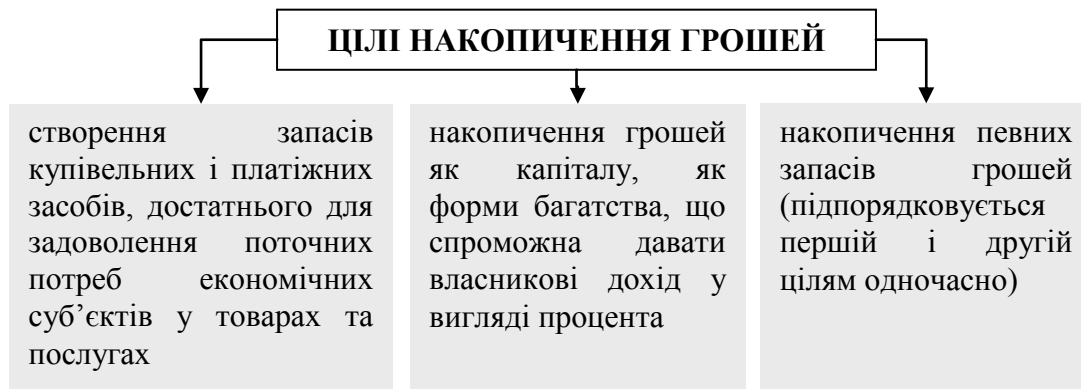 ЦІЛІ НАКОПИЧЕННЯ ГРОШЕЙ
створення запасів
купівельних і платіжних
засобів, достатнього для
задоволення поточних
потреб економічних
суб’єктів у товарах та
послугах
накопичення грошей
як капіталу, як
форми багатства, що
спроможна давати
власникові дохід у
вигляді процента
накопичення певних
запасів грошей
(підпорядковується
першій і другій
цілям одночасно)